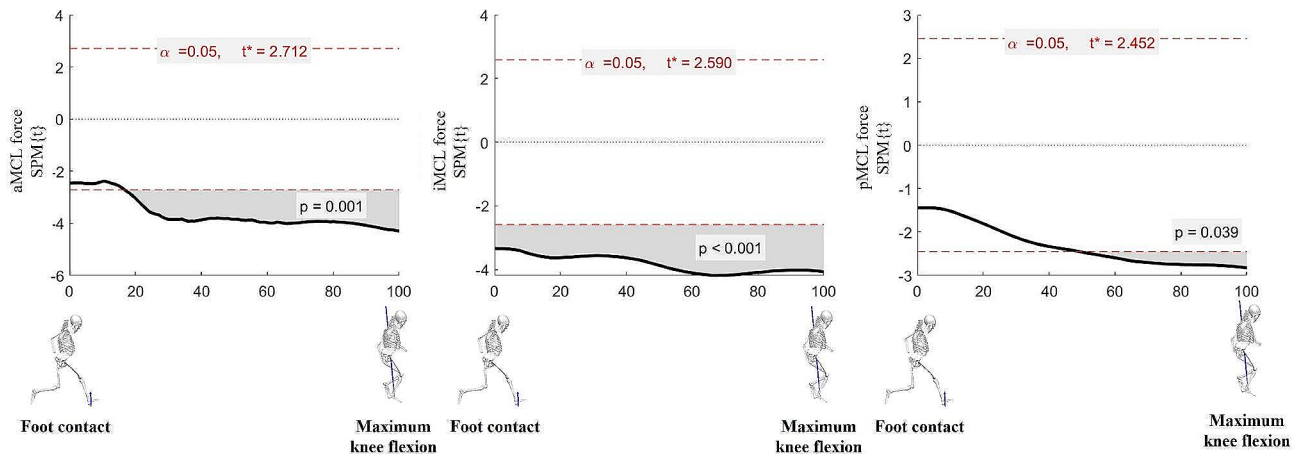 4
2
0
-2
-4
-6
aMCL force
SPM{t}
α =0.05, t* = 2.712
p = 0.001
0 20 40 60 80 100
Foot contact
Maximum
knee flexion
4
2
0
-2
-4
iMCL force
SPM{t}
α =0.05, t* = 2.590
p < 0.001
0 20 40 60 80 100
Foot contact
Maximum
knee flexion
3
2
1
0
-1
-2
-3
pMCL force
SPM{t}
α =0.05, t* = 2.452
p = 0.039
0 20 40 60 80 100
Foot contact
Maximum
knee flexion